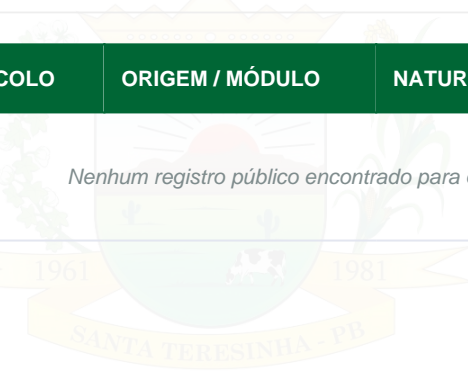 COLO ORIGEM / MÓDULO NATUR
Nenhum registro público encontrado para
1961 1981
SANTA TERESINHA - PB